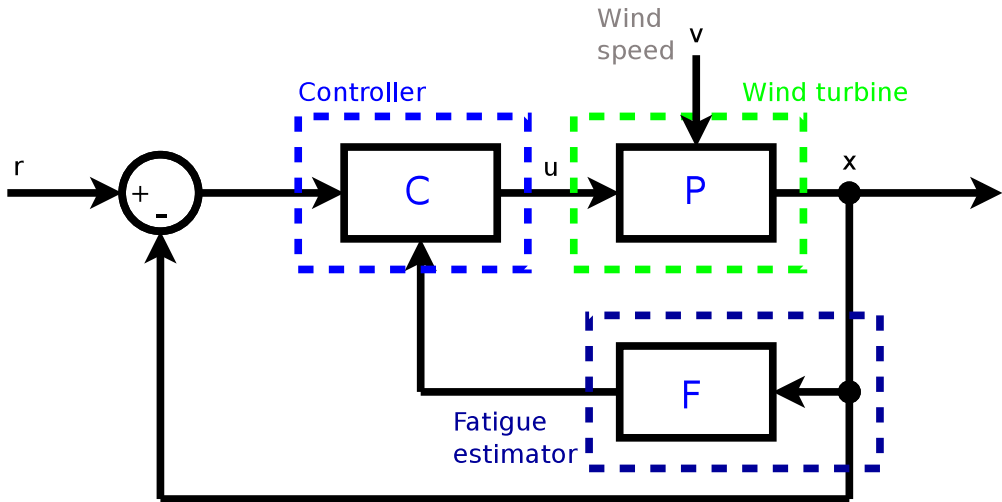 Wind
speed
v
Controller
Wind turbine
r
+
-
C
u
P
x
F
Fatigue
estimator